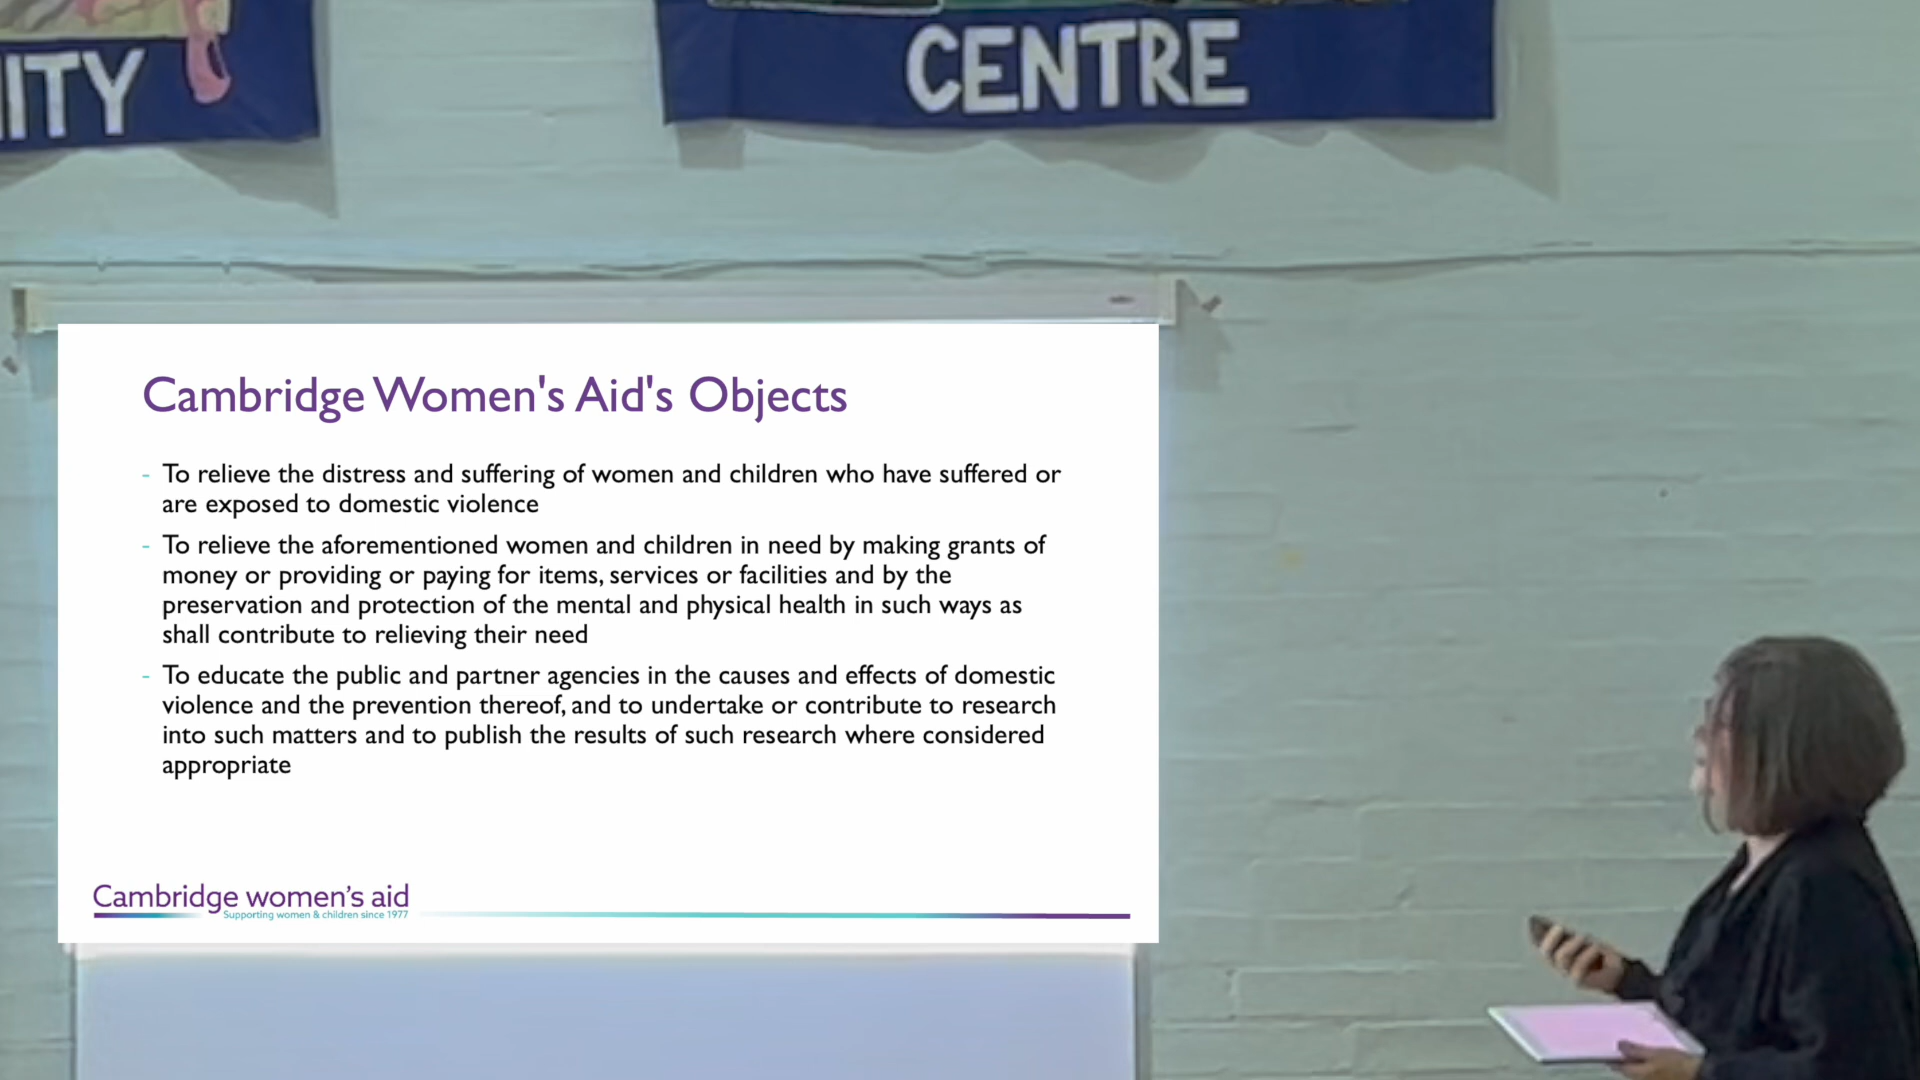 CENTRE
Cambridge Women's Aid's Objects
- To relieve the distress and suffering of women and children who have suffered or
are exposed to domestic violence
- To relieve the aforementioned women and children in need by making grants of
money or providing or paying for items, services or facilities and by the
preservation and protection of the mental and physical health in such ways as
shall contribute to relieving their need
- To educate the public and partner agencies in the causes and effects of domestic
violence and the prevention thereof, and to undertake or contribute to research
into such matters and to publish the results of such research where considered
appropriate
Cambridge women's aid
Supporting women & children since 1977